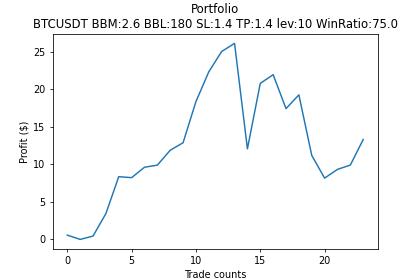 Portfolio
BTCUSDT BBM:2.6 BBL:180 SL:1.4 TP:1.4 lev:10 WinRatio:75.0
25
20
15
10
5
0
Profit ($)
0 5 10 15 20
Trade counts